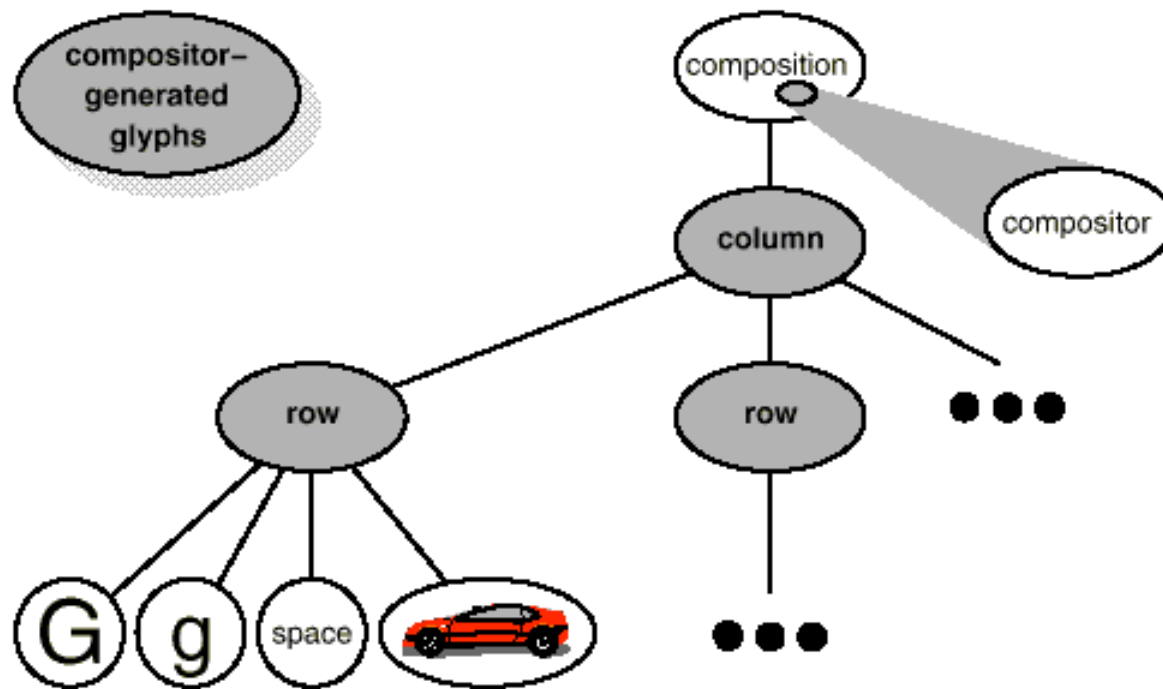 compositor–
generated
glyphs
composition
compositor
column
row
row
G
g
space